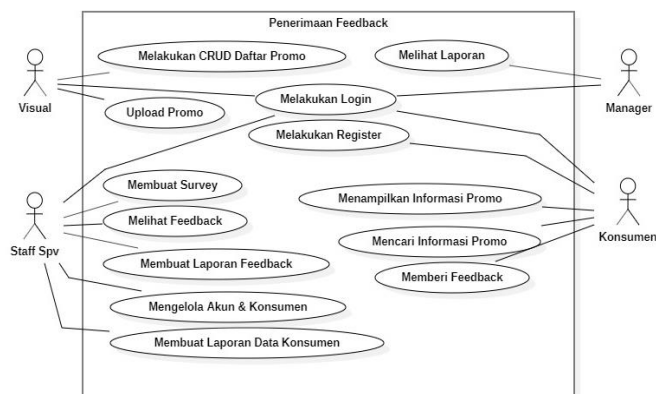 Penerimaan Feedback
Melakukan CRUD Daftar Promo
Melihat Laporan
Visual
Manager
Melakukan Login
Upload Promo
Melakukan Register
Membuat Survey
Menampilkan Informasi Promo
Melihat Feedback
Staff Spv
Konsumen
Mencari Informasi Promo
Membuat Laporan Feedback
Memberi Feedback
Mengelola Akun & Konsumen
Membuat Laporan Data Konsumen